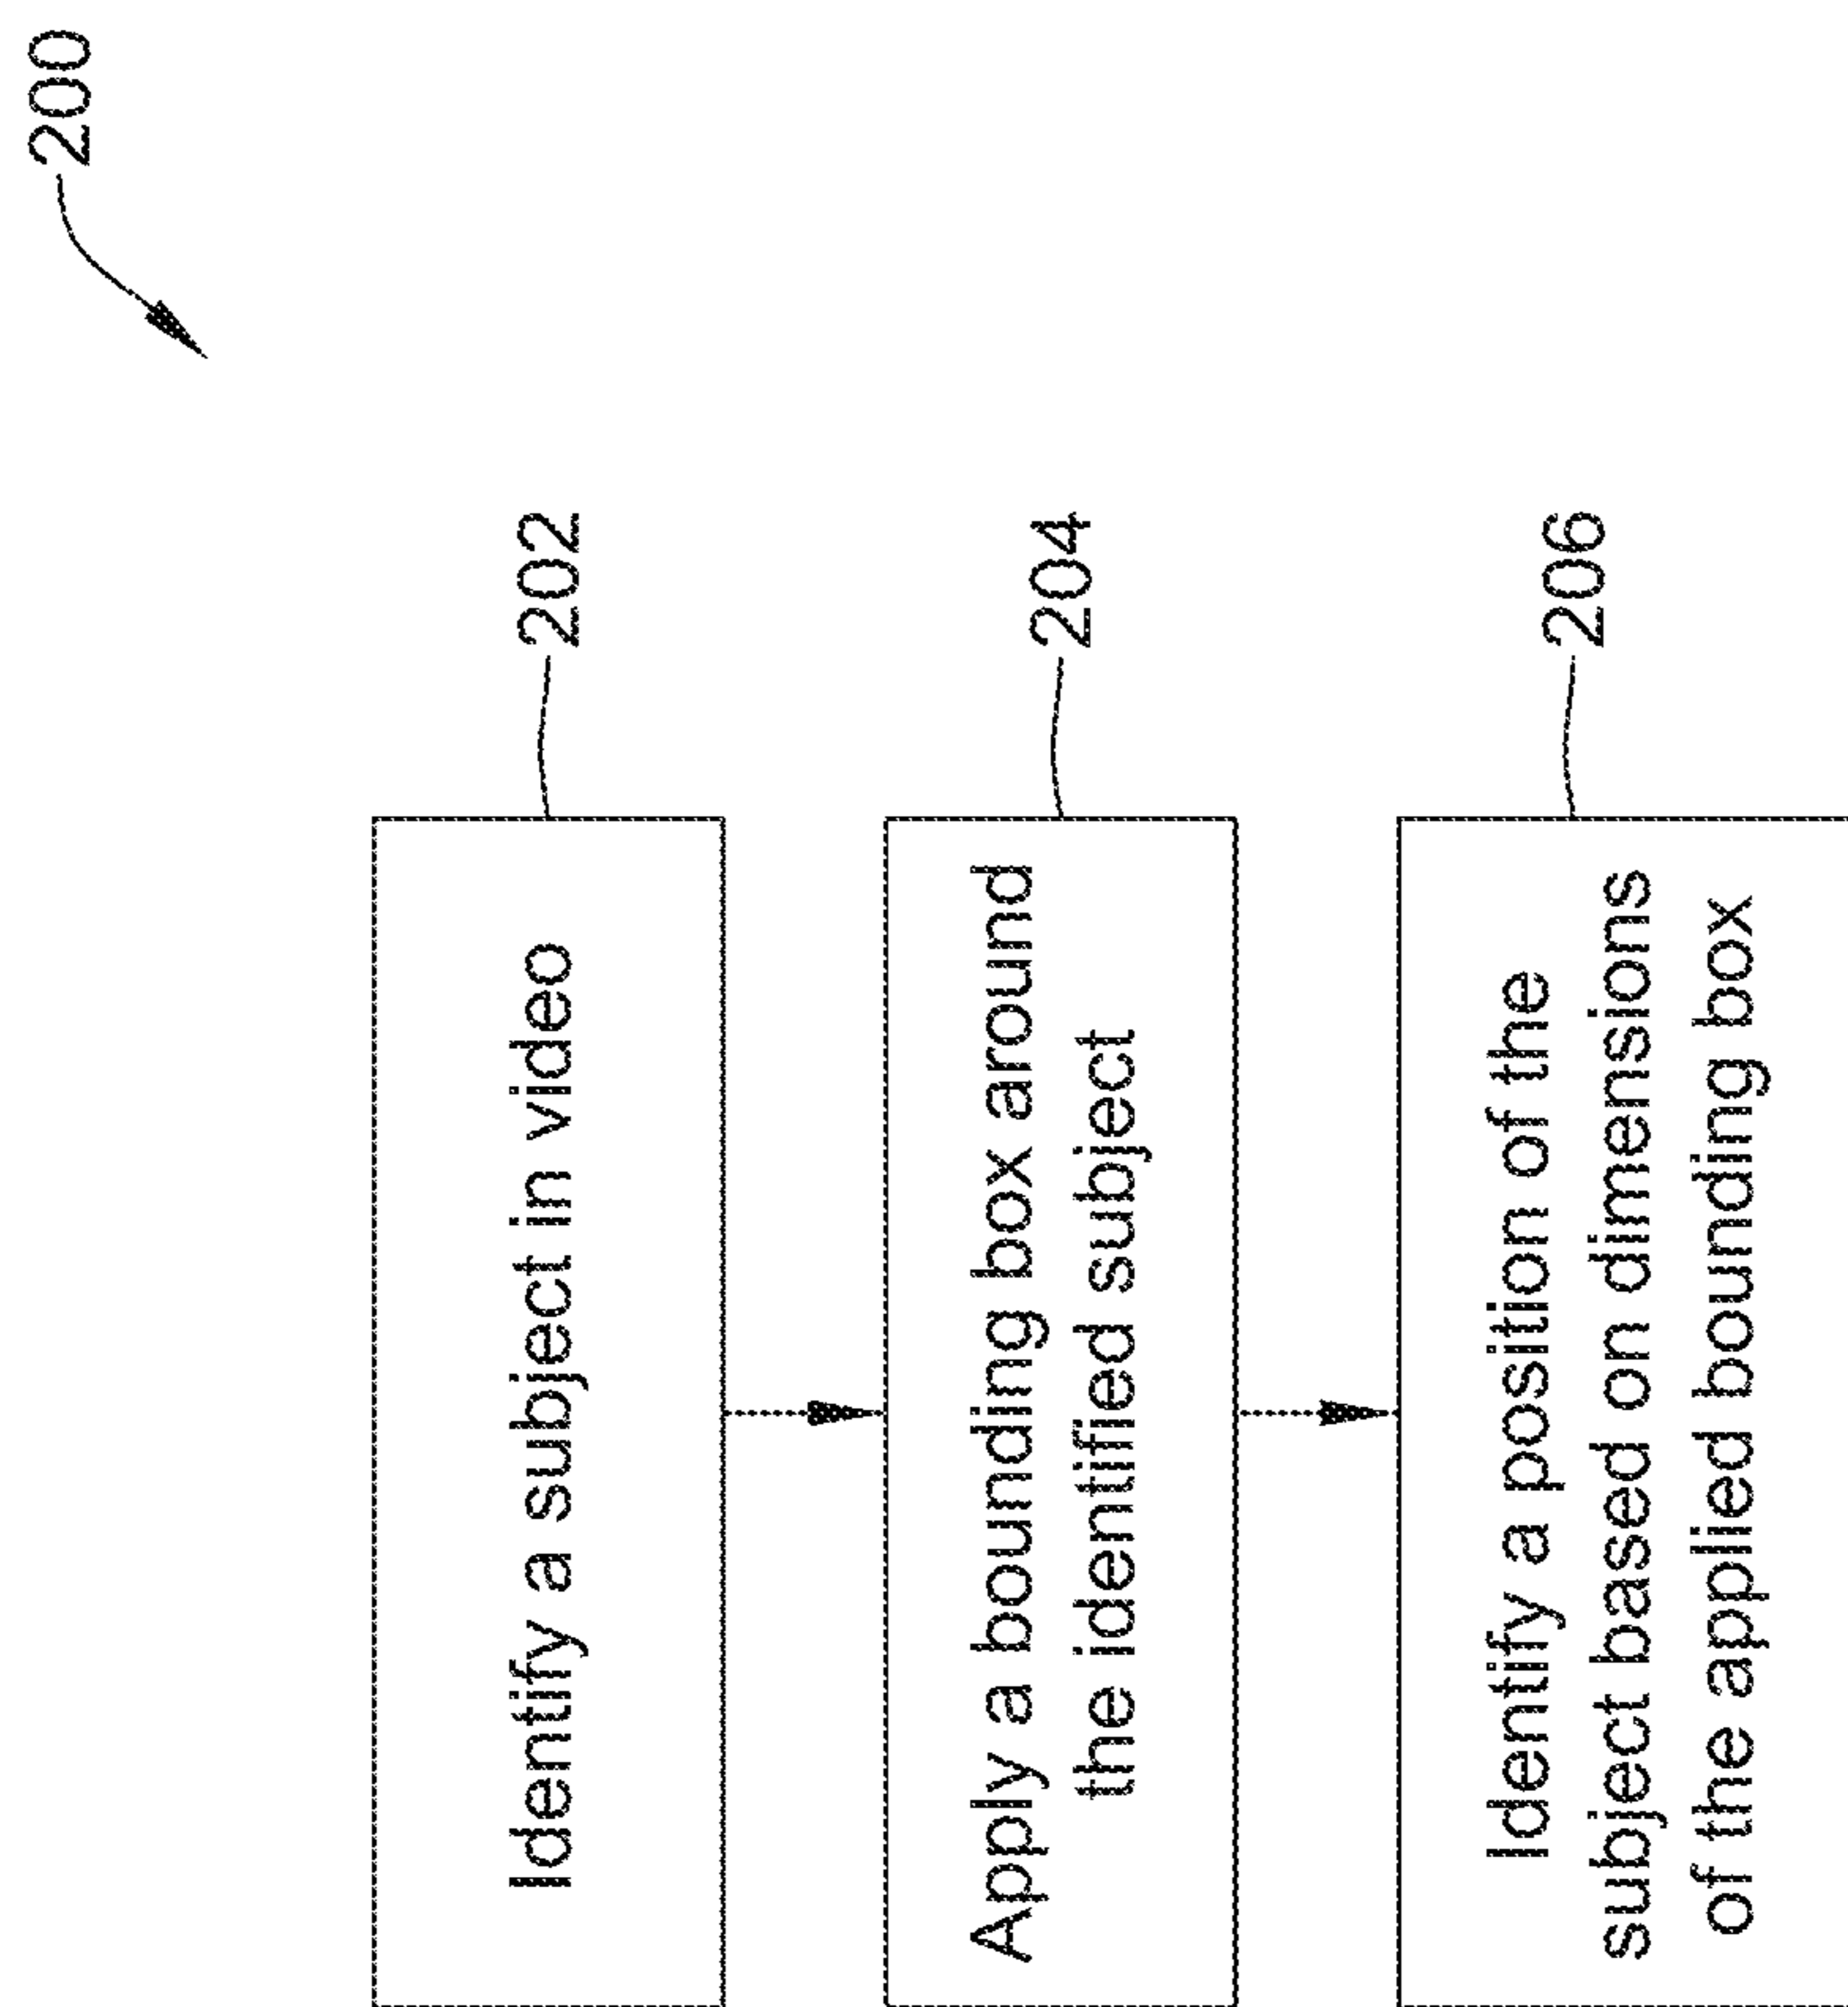 200
202
Identify a subject in video
204
Apply a bounding box around
the identified subject
206
Identify a position of the
subject based on dimensions
of the applied bounding box